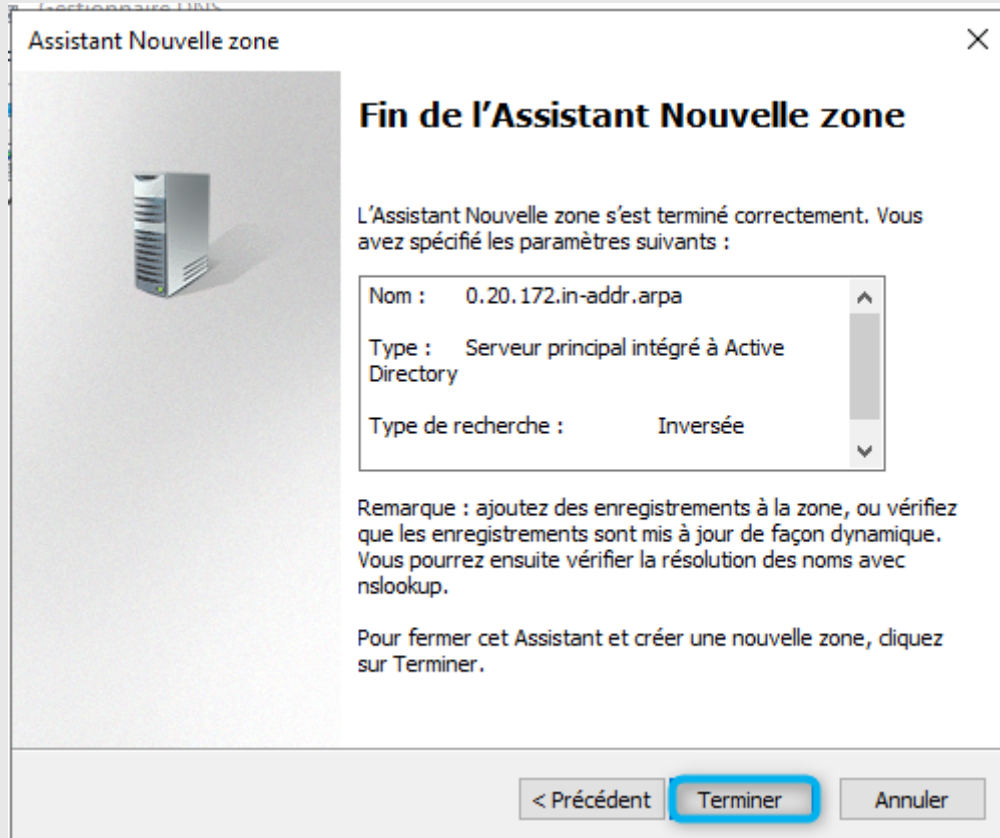 Gestionnaire DNS
Assistant Nouvelle zone
Fin de l’Assistant Nouvelle zone
L’Assistant Nouvelle zone s’est terminé correctement. Vous
avez spécifié les paramètres suivants :
Nom : 0.20.172.in-addr.arpa
Type : Serveur principal intégré à Active
Directory
Type de recherche : Inversée
Remarque : ajoutez des enregistrements à la zone, ou vérifiez
que les enregistrements sont mis à jour de façon dynamique.
Vous pourrez ensuite vérifier la résolution des noms avec
nslookup.
Pour fermer cet Assistant et créer une nouvelle zone, cliquez
sur Terminer.
< Précédent Terminer Annuler